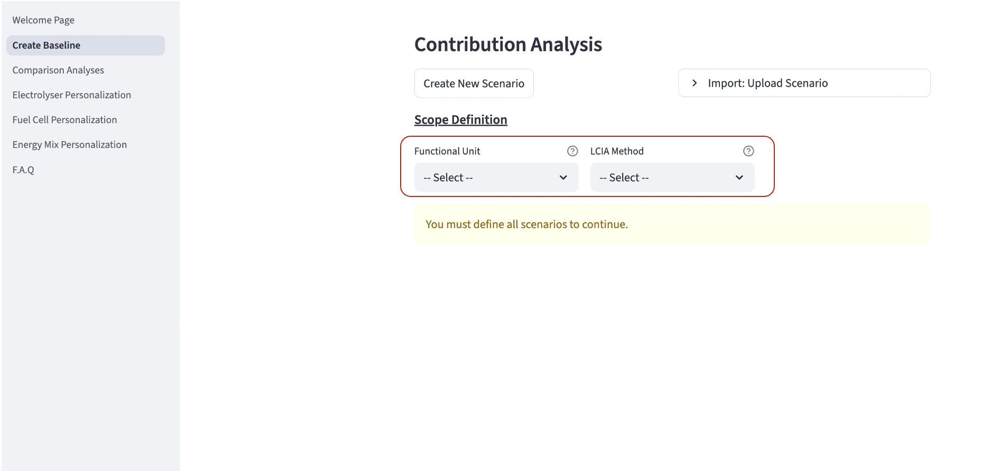 Welcome Page
Create Baseline
Comparison Analyses
Electrolyser Personalization
Fuel Cell Personalization
Energy Mix Personalization
F.A.Q
Contribution Analysis
Create New Scenario
Import: Upload Scenario
Scope Definition
Functional Unit
LCIA Method
-- Select --
-- Select --
You must define all scenarios to continue.